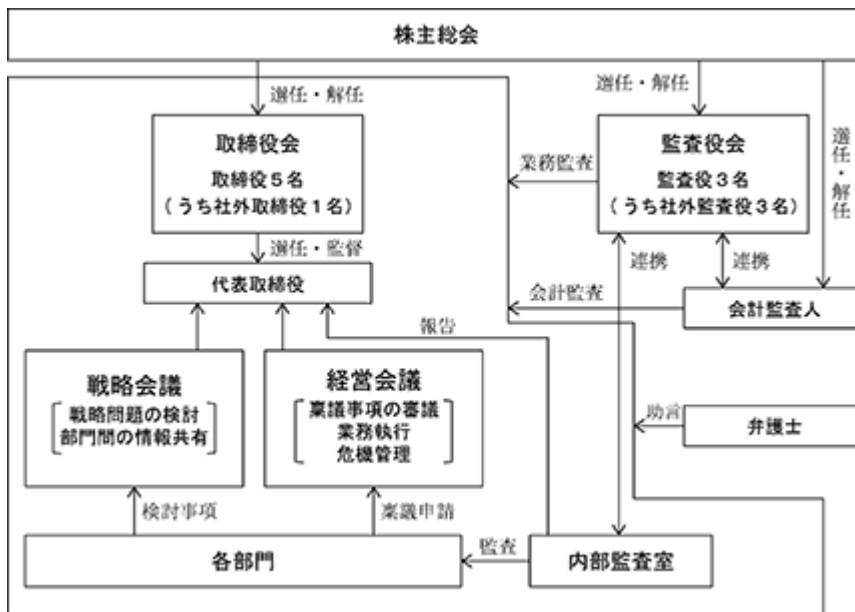 株主総会
選任・解任
選任・解任
選任・解任
取締役会
取締役5名
(うち社外取締役1名)
業務監査
監査役会
監査役3名
(うち社外監査役3名)
選任・監督
連携
連携
代表取締役
会計監査
会計監査人
報告
戦略会議
戦略問題の検討
部門間の情報共有
経営会議
稟議事項の審議
業務執行
危機管理
助言
弁護士
検討事項
稟議申請
各部門
監査
内部監査室